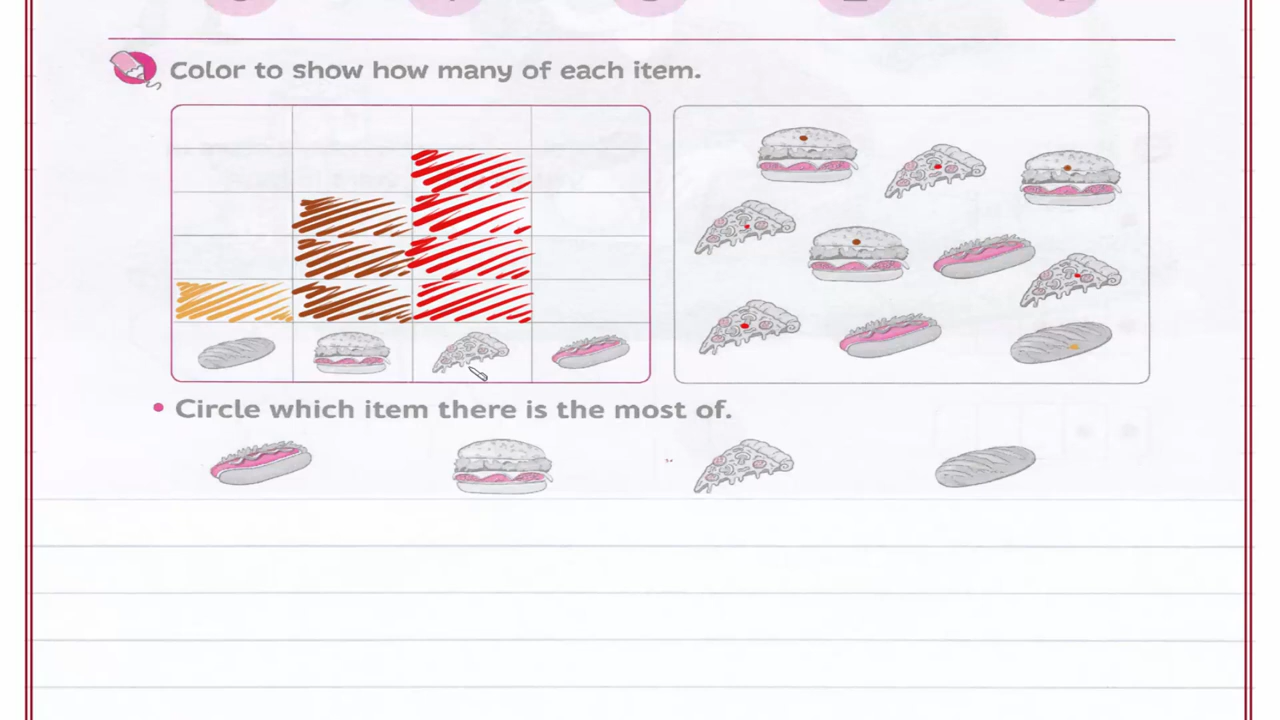 Color to show how many of each item.
• Circle which item there is the most of.